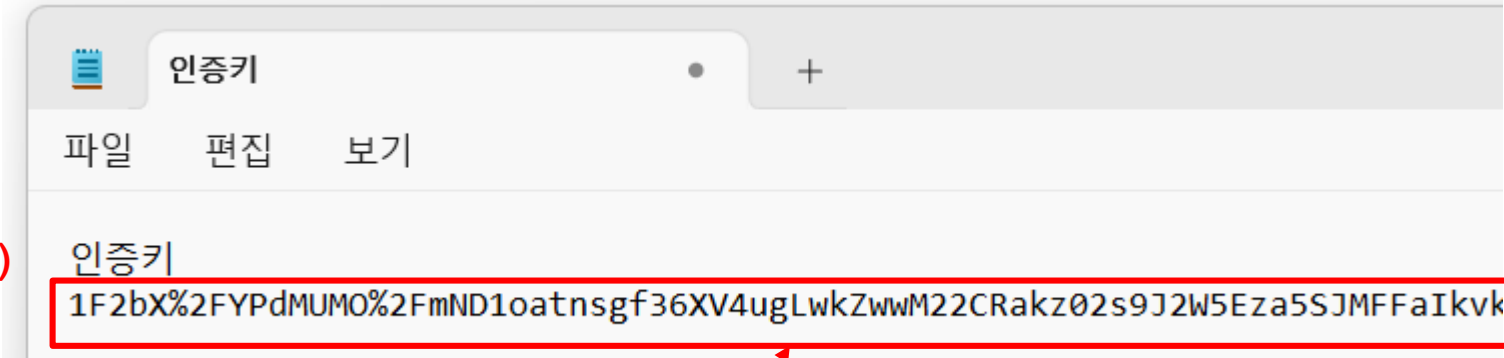 인증키
파일 편집 보기
)
인증키
1F2bX%2FYPdMUMO%2FmND1oatnsgf36XV4ugLwkZwwM22CRakz02s9J2W5Eza5SJMFFaIkvk